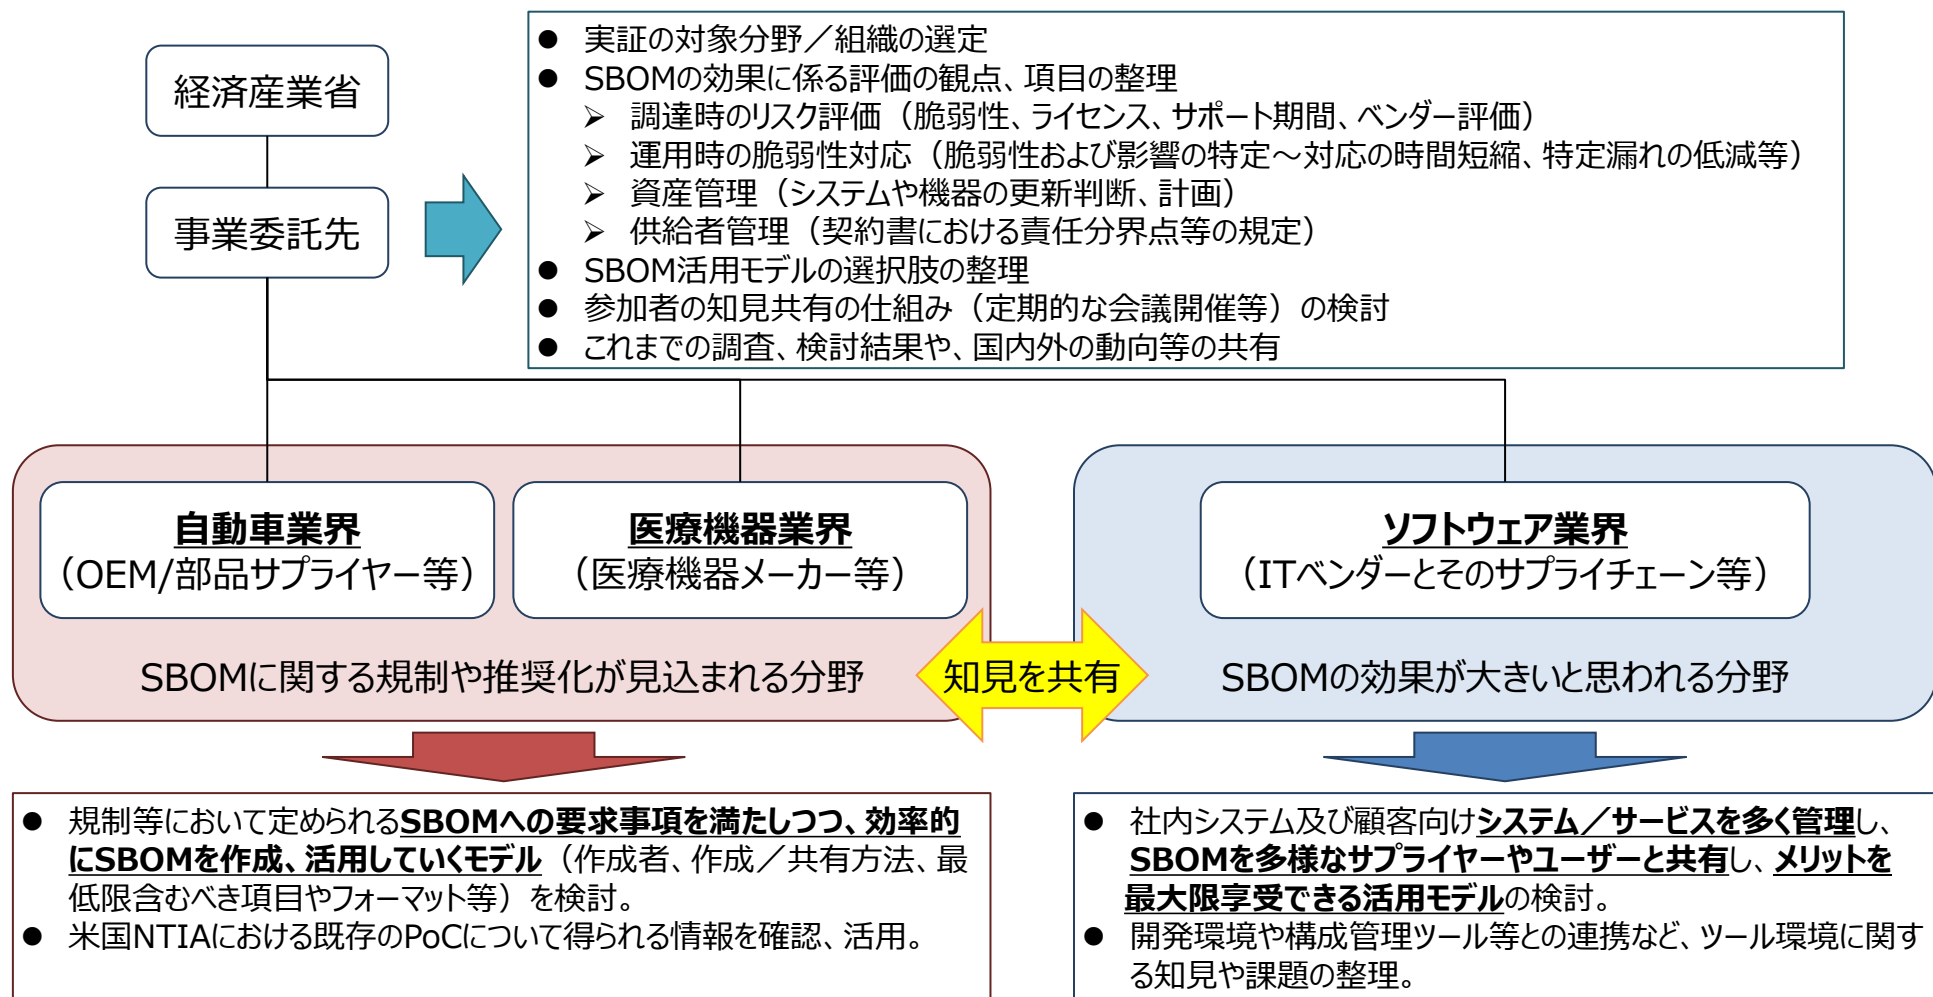 経済産業省
事業委託先
● 実証の対象分野／組織の選定
● SBOMの効果に係る評価の観点、項目の整理
➢ 調達時のリスク評価（脆弱性、ライセンス、サポート期間、ベンダー評価）
➢ 運用時の脆弱性対応（脆弱性および影響の特定～対応の時間短縮、特定漏れの低減等）
➢ 資産管理（システムや機器の更新判断、計画）
➢ 供給者管理（契約書における責任分界点等の規定）
● SBOM活用モデルの選択肢の整理
● 参加者の知見共有の仕組み（定期的な会議開催等）の検討
● これまでの調査、検討結果や、国内外の動向等の共有
自動車業界
（OEM/部品サプライヤー等）
医療機器業界
（医療機器メーカー等）
SBOMに関する規制や推奨化が見込まれる分野
知見を共有
ソフトウェア業界
（ITベンダーとそのサプライチェーン等）
SBOMの効果が大きいと思われる分野
● 規制等において定められるSBOMへの要求事項を満たしつつ、効率的
にSBOMを作成、活用していくモデル（作成者、作成／共有方法、最
低限含むべき項目やフォーマット等）を検討。
● 米国NTIAにおける既存のPoCについて得られる情報を確認、活用。
● 社内システム及び顧客向けシステム／サービスを多く管理し、
SBOMを多様なサプライヤーやユーザーと共有し、メリットを
最大限享受できる活用モデルの検討。
● 開発環境や構成管理ツール等との連携など、ツール環境に関す
る知見や課題の整理。